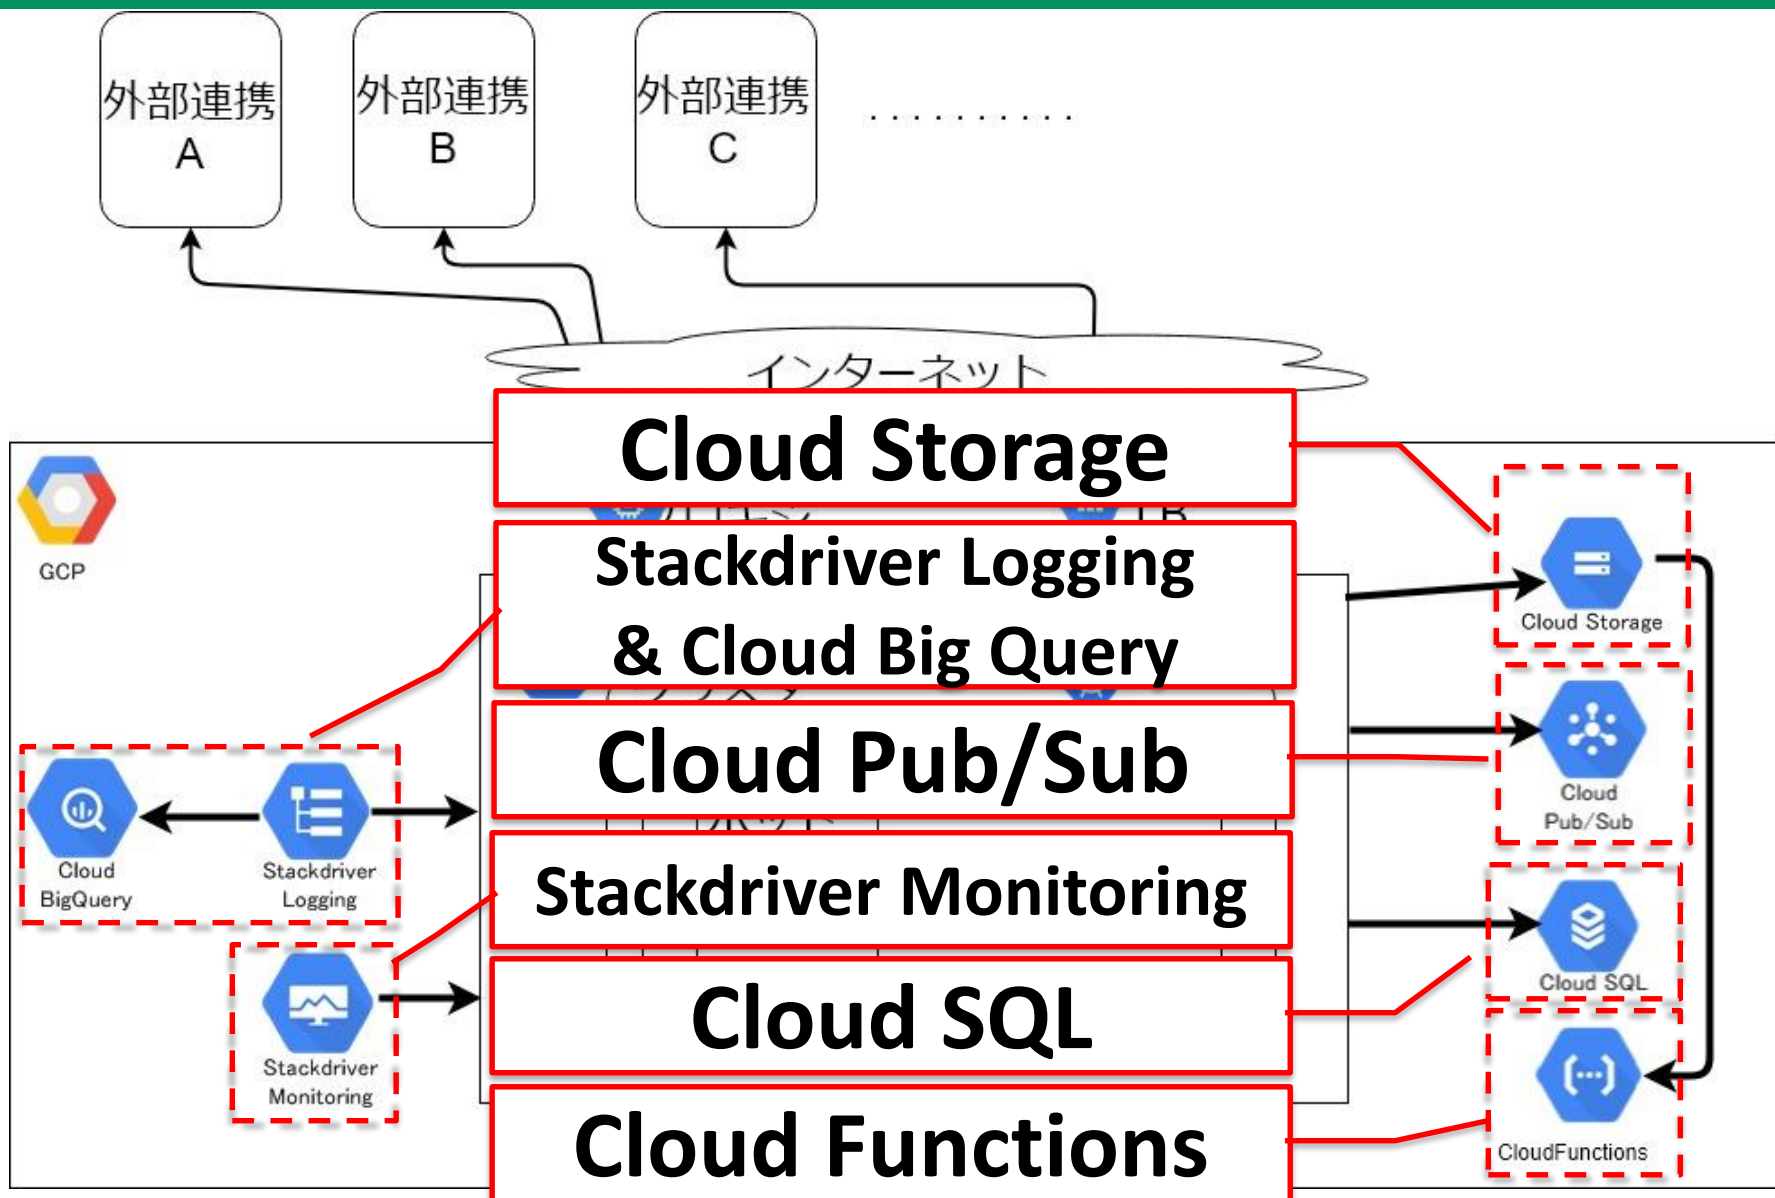 外部連携
A
外部連携
B
外部連携
C
..........
インターネット
Cloud Storage
GCP
Stackdriver Logging
& Cloud Big Query
Cloud Storage
Cloud Pub/Sub
Cloud
Pub/Sub
Cloud
BigQuery
Stackdriver
Logging
Stackdriver Monitoring
Stackdriver
Monitoring
Cloud SQL
Cloud SQL
Cloud Functions
CloudFunctions